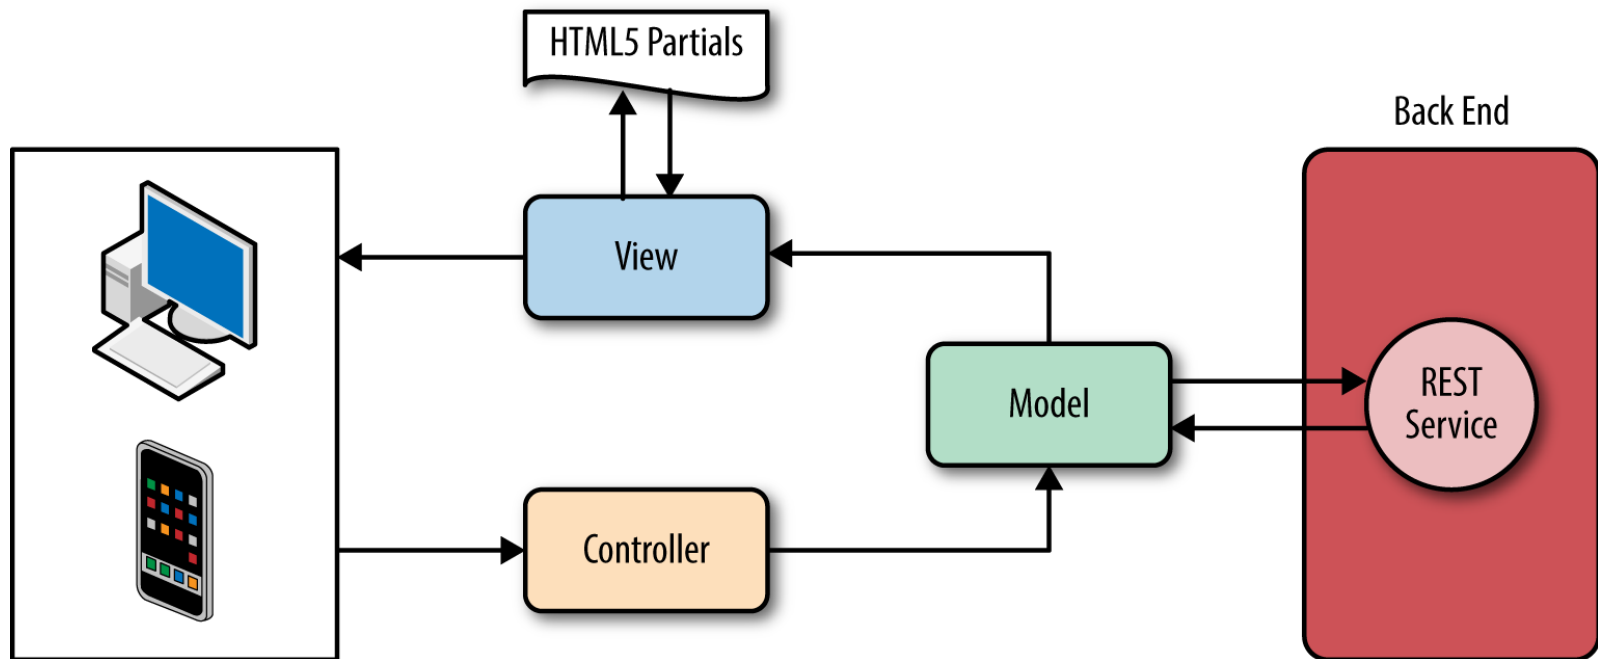 HTML5 Partials
Back End
View
Model
REST
Service
Controller